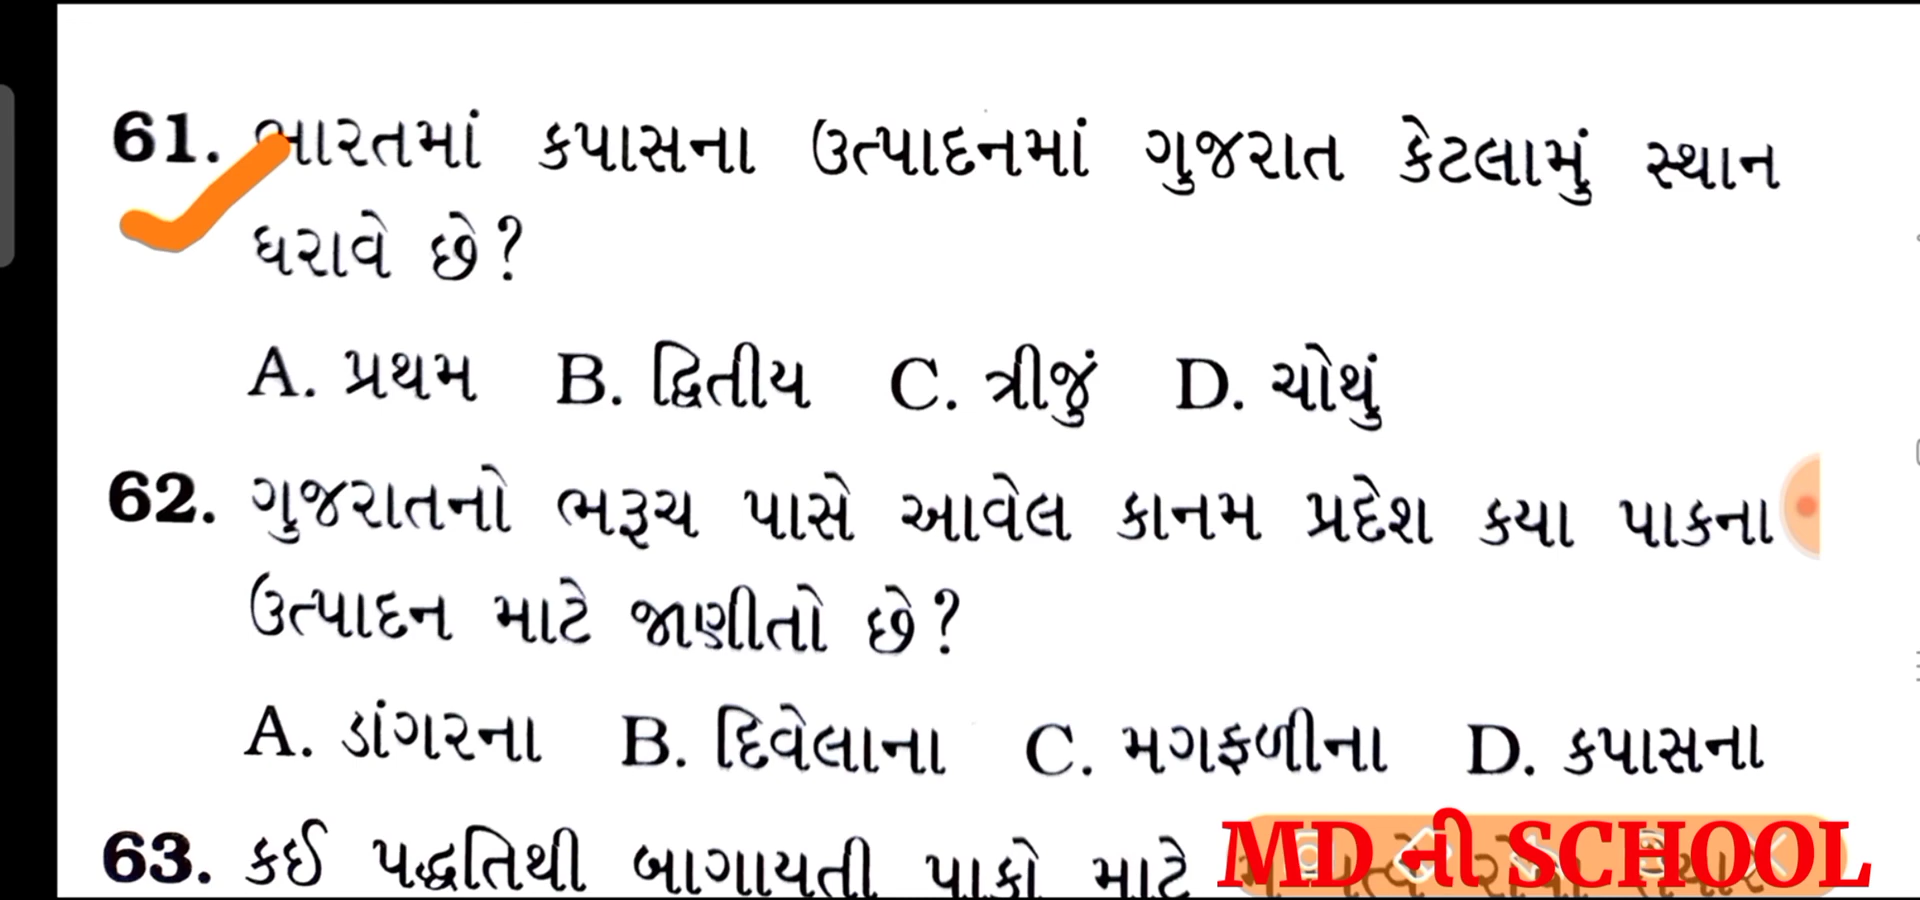 61. ભારતમાં કપાસના ઉત્પાદનમાં ગુજરાત કેટલામું સ્થાન
ધરાવે છે?
A. પ્રથમ B. દ્વિતીય C. ત્રીજું D. ચોથું
62. ગુજરાતનો ભરૂચ પાસે આવેલ કાનમ પ્રદેશ કયા પાકના
ઉત્પાદન માટે જાણીતો છે?
A. ડાંગરના B. દિવેલાના C. મગફળીના D. કપાસના
63. કઈ પદ્ધતિથી બાગાયતી પાકો માટે
MD ની SCHOOL